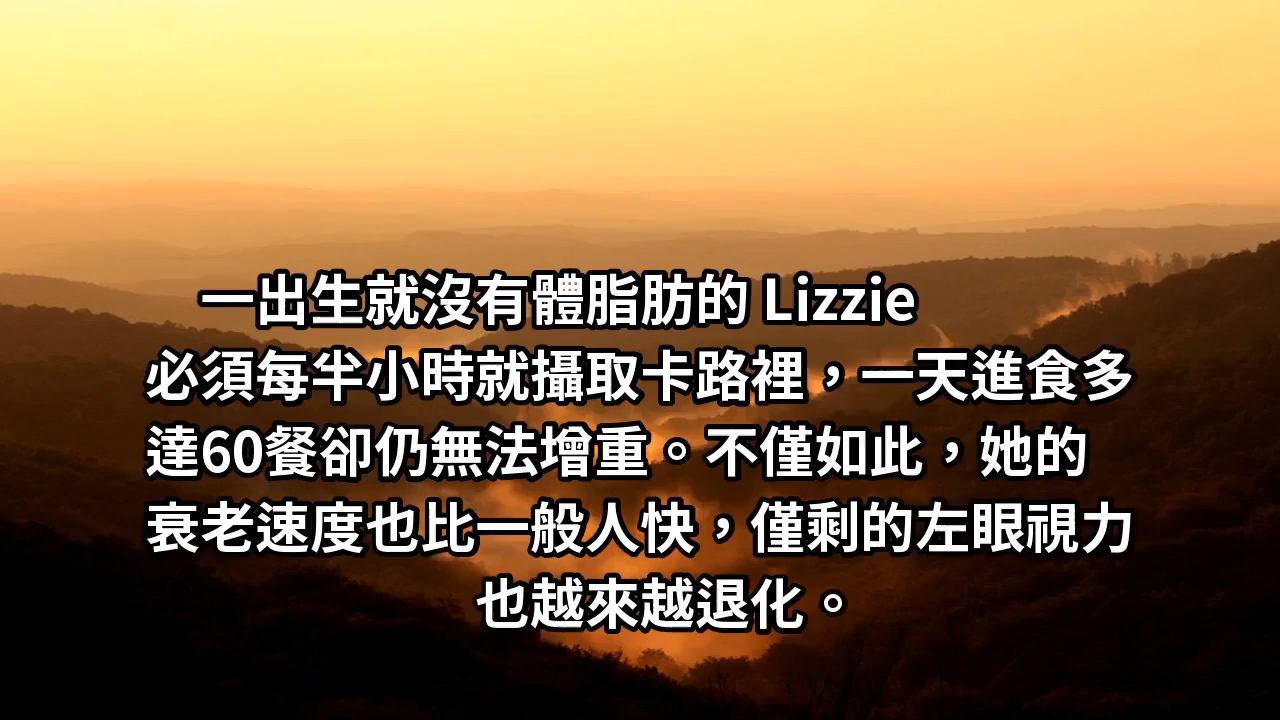 一出生就沒有體脂肪的 Lizzie
必須每半小時就攝取卡路裡，一天進食多
達60餐卻仍無法增重。不僅如此，她的
衰老速度也比一般人快，僅剩的左眼視力
也越來越退化。